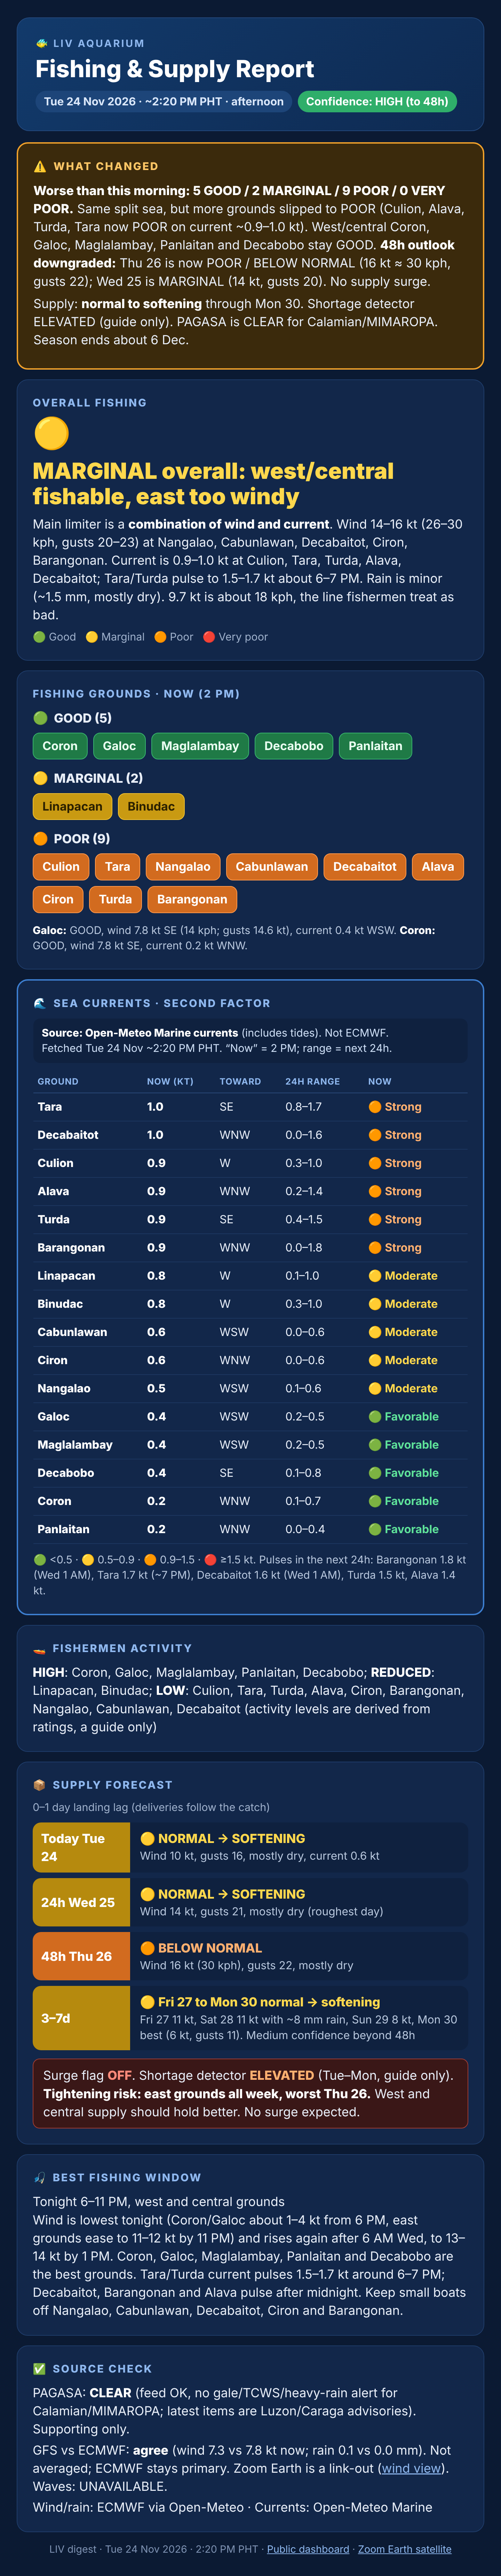 LIV AQUARIUM
Fishing & Supply Report
Tue 24 Nov 2026 · ~2:20 PM PHT · afternoon
Confidence: HIGH (to 48h)
WHAT CHANGED
Worse than this morning: 5 GOOD / 2 MARGINAL / 9 POOR / 0 VERY
POOR. Same split sea, but more grounds slipped to POOR (Culion, Alava,
Turda, Tara now POOR on current ~0.9–1.0 kt). West/central Coron,
Galoc, Maglalambay, Panlaitan and Decabobo stay GOOD. 48h outlook
downgraded: Thu 26 is now POOR / BELOW NORMAL (16 kt ≈ 30 kph,
gusts 22); Wed 25 is MARGINAL (14 kt, gusts 20). No supply surge.
Supply: normal to softening through Mon 30. Shortage detector
ELEVATED (guide only). PAGASA is CLEAR for Calamian/MIMAROPA.
Season ends about 6 Dec.
OVERALL FISHING
MARGINAL overall: west/central
fishable, east too windy
Main limiter is a combination of wind and current. Wind 14–16 kt (26–30
kph, gusts 20–23) at Nangalao, Cabunlawan, Decabaitot, Ciron,
Barangonan. Current is 0.9–1.0 kt at Culion, Tara, Turda, Alava,
Decabaitot; Tara/Turda pulse to 1.5–1.7 kt about 6–7 PM. Rain is minor
(~1.5 mm, mostly dry). 9.7 kt is about 18 kph, the line fishermen treat as
bad.
🟢 Good 🟡 Marginal 🟠 Poor 🔴 Very poor
FISHING GROUNDS · NOW (2 PM)
🟢 GOOD (5)
Coron Galoc Maglalambay Decabobo Panlaitan
🟡 MARGINAL (2)
Linapacan Binudac
🟠 POOR (9)
Culion Tara Nangalao Cabunlawan Decabaitot Alava
Ciron Turda Barangonan
Galoc: GOOD, wind 7.8 kt SE (14 kph; gusts 14.6 kt), current 0.4 kt WSW. Coron:
GOOD, wind 7.8 kt SE, current 0.2 kt WNW.
SEA CURRENTS · SECOND FACTOR
Source: Open-Meteo Marine currents (includes tides). Not ECMWF.
Fetched Tue 24 Nov ~2:20 PM PHT. “Now” = 2 PM; range = next 24h.
GROUND NOW (KT) TOWARD 24H RANGE NOW
Tara 1.0 SE 0.8–1.7 🟠 Strong
Decabaitot 1.0 WNW 0.0–1.6 🟠 Strong
Culion 0.9 W 0.3–1.0 🟠 Strong
Alava 0.9 WNW 0.2–1.4 🟠 Strong
Turda 0.9 SE 0.4–1.5 🟠 Strong
Barangonan 0.9 WNW 0.0–1.8 🟠 Strong
Linapacan 0.8 W 0.1–1.0 🟡 Moderate
Binudac 0.8 W 0.3–1.0 🟡 Moderate
Cabunlawan 0.6 WSW 0.0–0.6 🟡 Moderate
Ciron 0.6 WNW 0.0–0.6 🟡 Moderate
Nangalao 0.5 WSW 0.1–0.6 🟡 Moderate
Galoc 0.4 WSW 0.2–0.5 🟢 Favorable
Maglalambay 0.4 WSW 0.2–0.5 🟢 Favorable
Decabobo 0.4 SE 0.1–0.8 🟢 Favorable
Coron 0.2 WNW 0.1–0.7 🟢 Favorable
Panlaitan 0.2 WNW 0.0–0.4 🟢 Favorable
🟢 <0.5 · 🟡 0.5–0.9 · 🟠 0.9–1.5 · 🔴 ≥1.5 kt. Pulses in the next 24h: Barangonan 1.8 kt
(Wed 1 AM), Tara 1.7 kt (~7 PM), Decabaitot 1.6 kt (Wed 1 AM), Turda 1.5 kt, Alava 1.4
kt.
FISHERMEN ACTIVITY
HIGH: Coron, Galoc, Maglalambay, Panlaitan, Decabobo; REDUCED:
Linapacan, Binudac; LOW: Culion, Tara, Turda, Alava, Ciron, Barangonan,
Nangalao, Cabunlawan, Decabaitot (activity levels are derived from
ratings, a guide only)
SUPPLY FORECAST
0–1 day landing lag (deliveries follow the catch)
Today Tue
24
🟡 NORMAL → SOFTENING
Wind 10 kt, gusts 16, mostly dry, current 0.6 kt
24h Wed 25
🟡 NORMAL → SOFTENING
Wind 14 kt, gusts 21, mostly dry (roughest day)
48h Thu 26
🟠 BELOW NORMAL
Wind 16 kt (30 kph), gusts 22, mostly dry
3–7d
🟡 Fri 27 to Mon 30 normal → softening
Fri 27 11 kt, Sat 28 11 kt with ~8 mm rain, Sun 29 8 kt, Mon 30
best (6 kt, gusts 11). Medium confidence beyond 48h
Surge flag OFF. Shortage detector ELEVATED (Tue–Mon, guide only).
Tightening risk: east grounds all week, worst Thu 26. West and
central supply should hold better. No surge expected.
BEST FISHING WINDOW
Tonight 6–11 PM, west and central grounds
Wind is lowest tonight (Coron/Galoc about 1–4 kt from 6 PM, east
grounds ease to 11–12 kt by 11 PM) and rises again after 6 AM Wed, to 13–
14 kt by 1 PM. Coron, Galoc, Maglalambay, Panlaitan and Decabobo are
the best grounds. Tara/Turda current pulses 1.5–1.7 kt around 6–7 PM;
Decabaitot, Barangonan and Alava pulse after midnight. Keep small boats
off Nangalao, Cabunlawan, Decabaitot, Ciron and Barangonan.
SOURCE CHECK
PAGASA: CLEAR (feed OK, no gale/TCWS/heavy-rain alert for
Calamian/MIMAROPA; latest items are Luzon/Caraga advisories).
Supporting only.
GFS vs ECMWF: agree (wind 7.3 vs 7.8 kt now; rain 0.1 vs 0.0 mm). Not
averaged; ECMWF stays primary. Zoom Earth is a link-out (wind view).
Waves: UNAVAILABLE.
Wind/rain: ECMWF via Open-Meteo · Currents: Open-Meteo Marine
LIV digest · Tue 24 Nov 2026 · 2:20 PM PHT · Public dashboard · Zoom Earth satellite